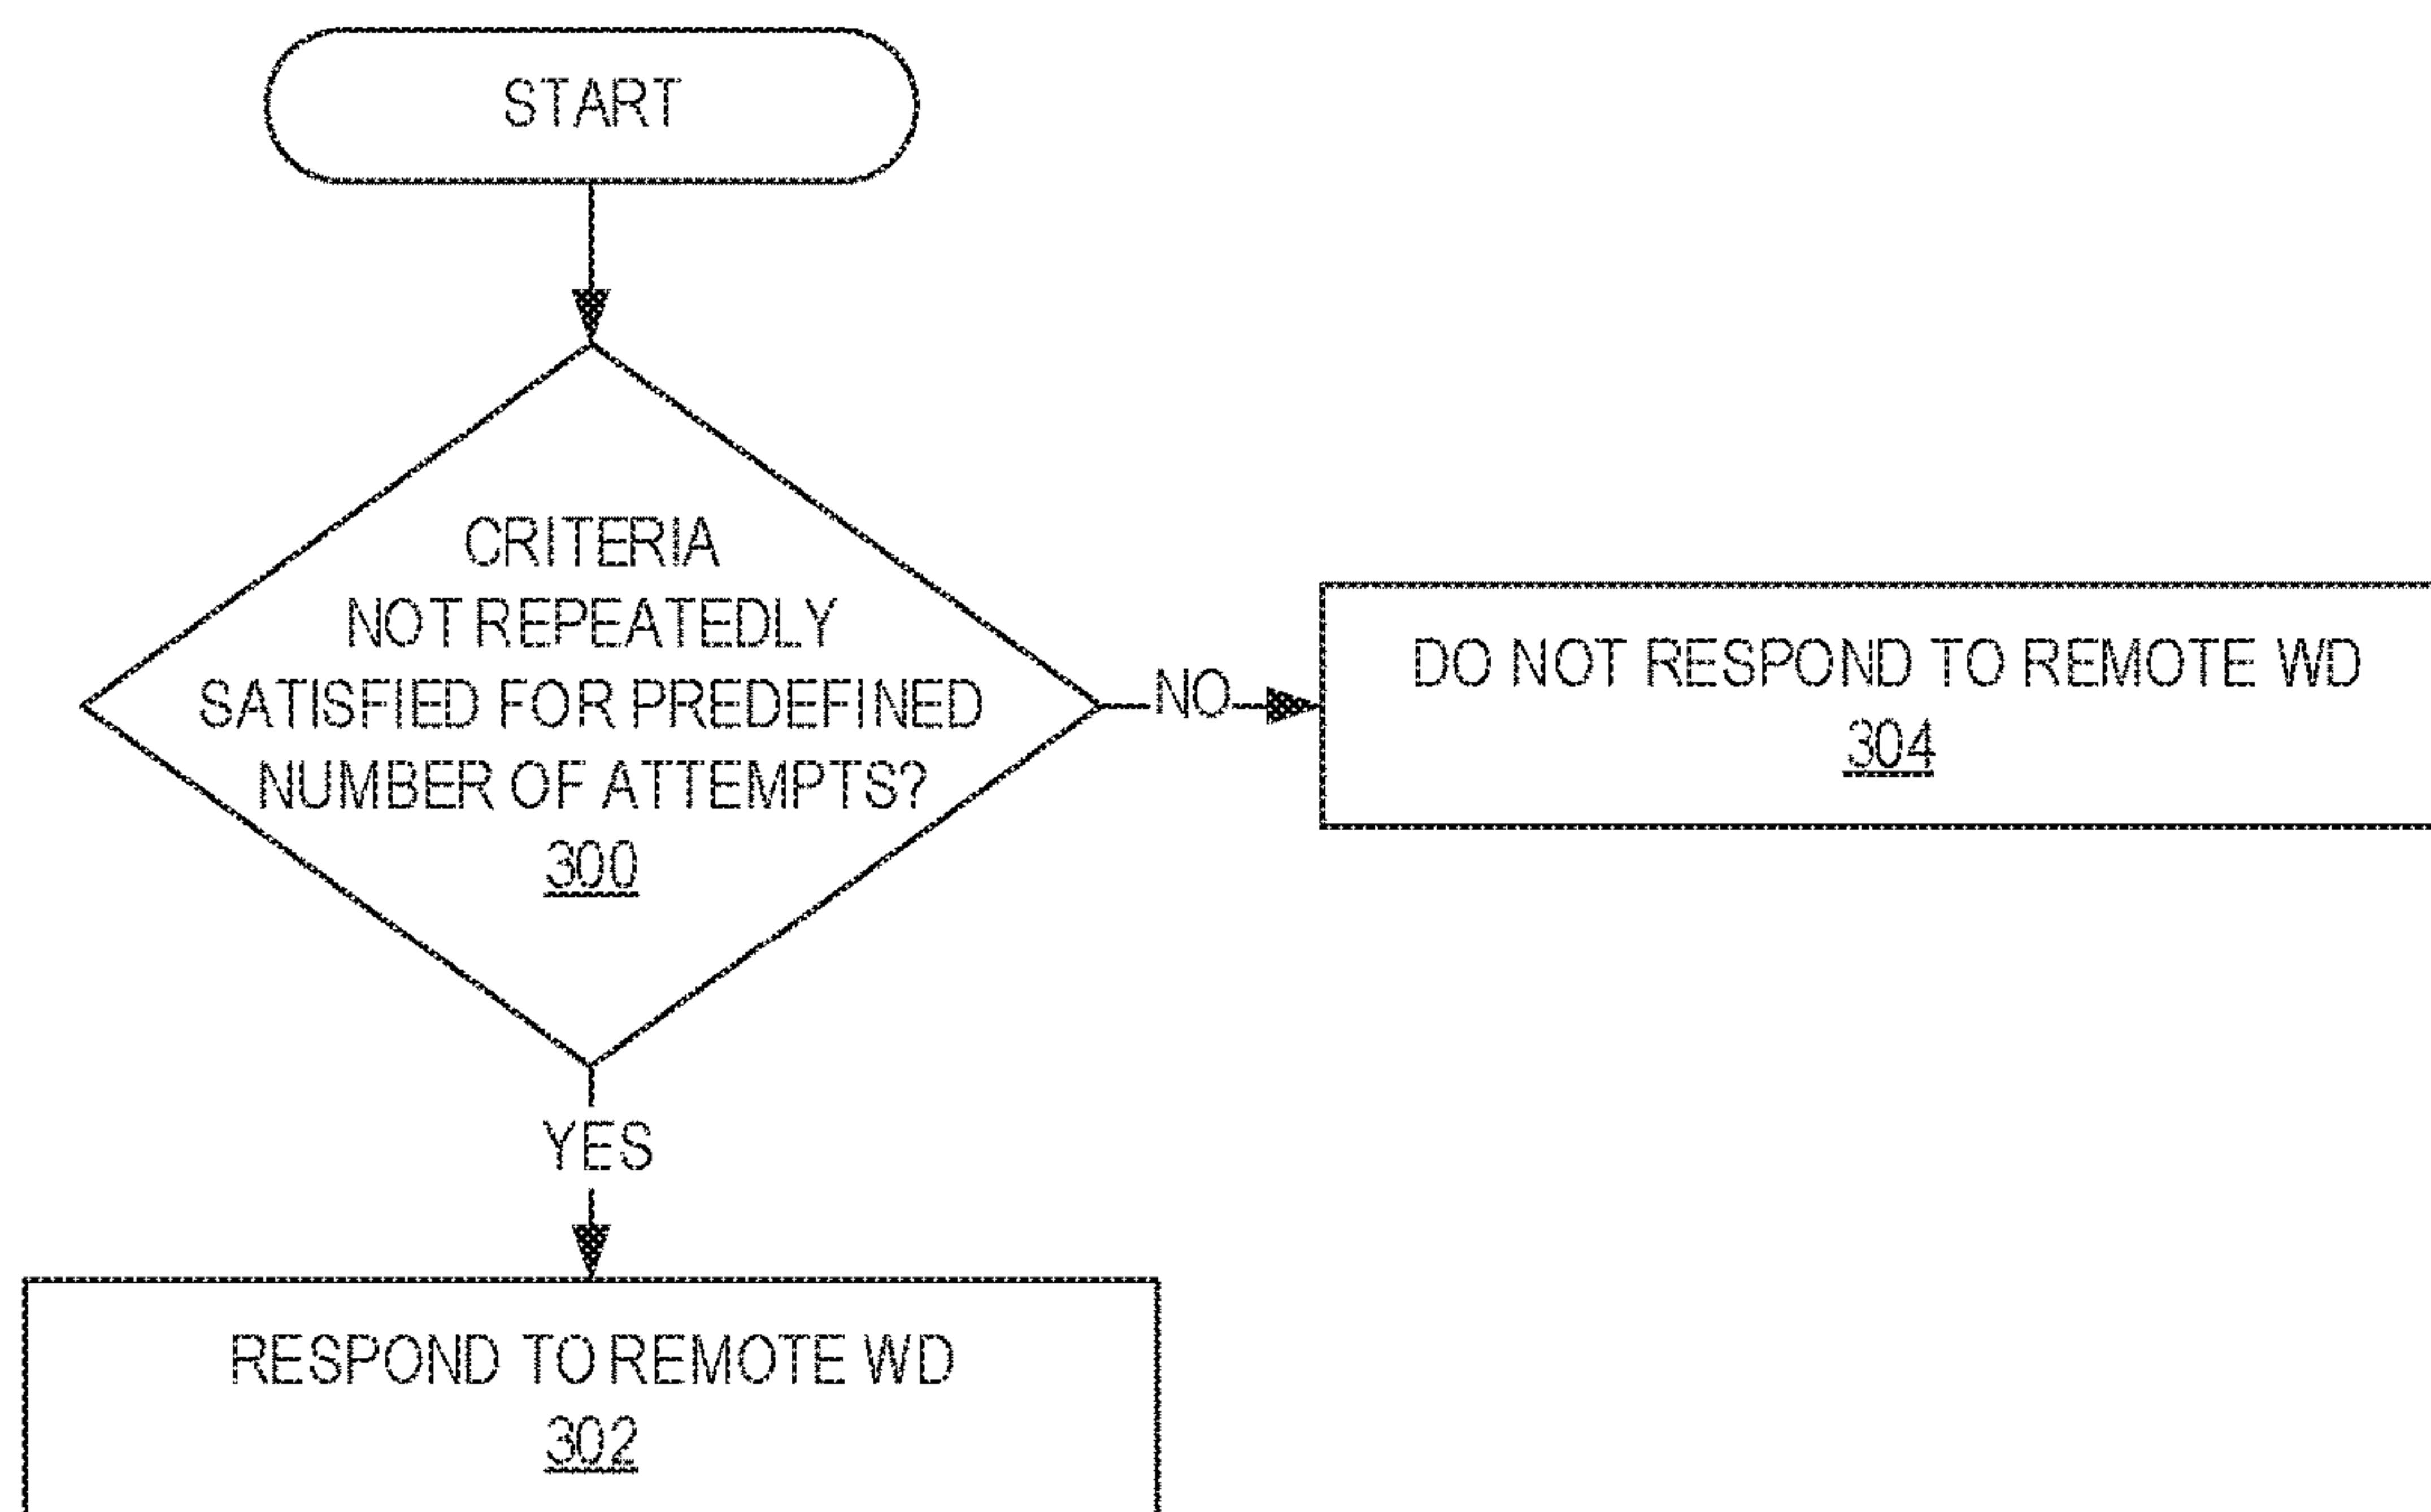 START
CRITERIA
NOT REPEATEDLY
SATISFIED FOR PREDEFINED
NUMBER OF ATTEMPTS?
300
NO
DO NOT RESPOND TO REMOTE WD
304
YES
RESPOND TO REMOTE WD
302